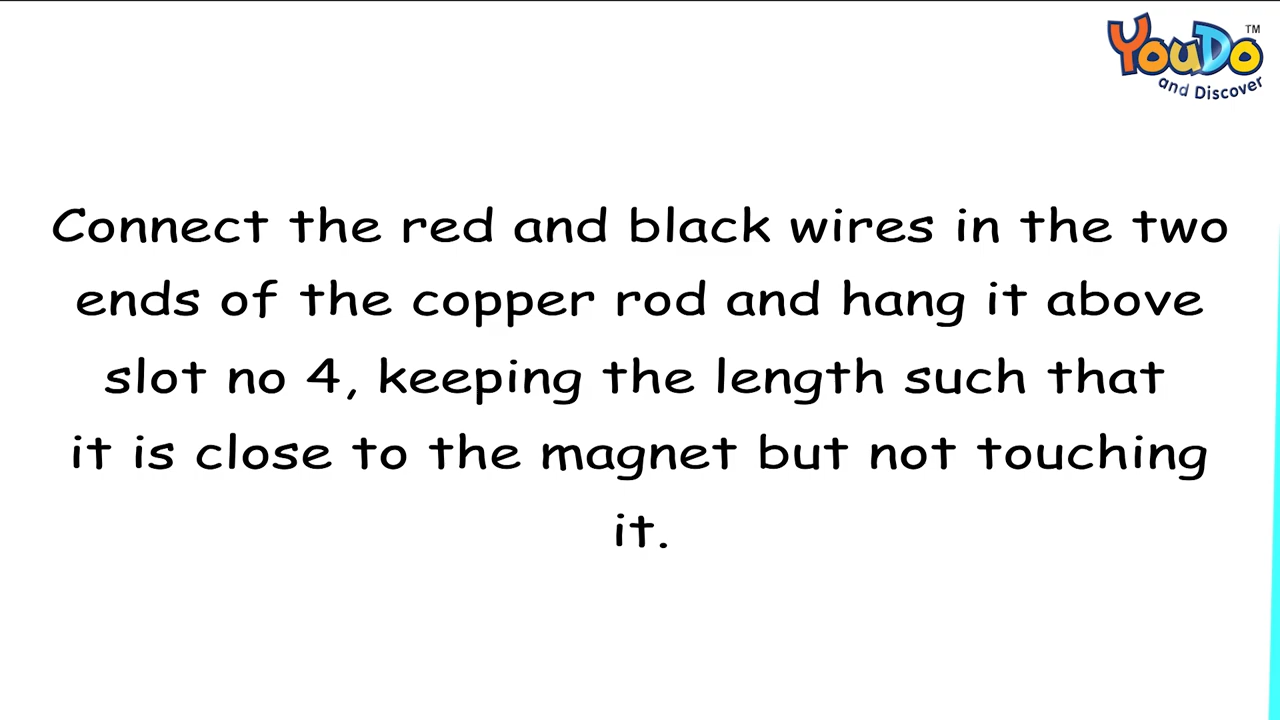 YouDo™
and Discover
Connect the red and black wires in the two
ends of the copper rod and hang it above
slot no 4, keeping the length such that
it is close to the magnet but not touching
it.